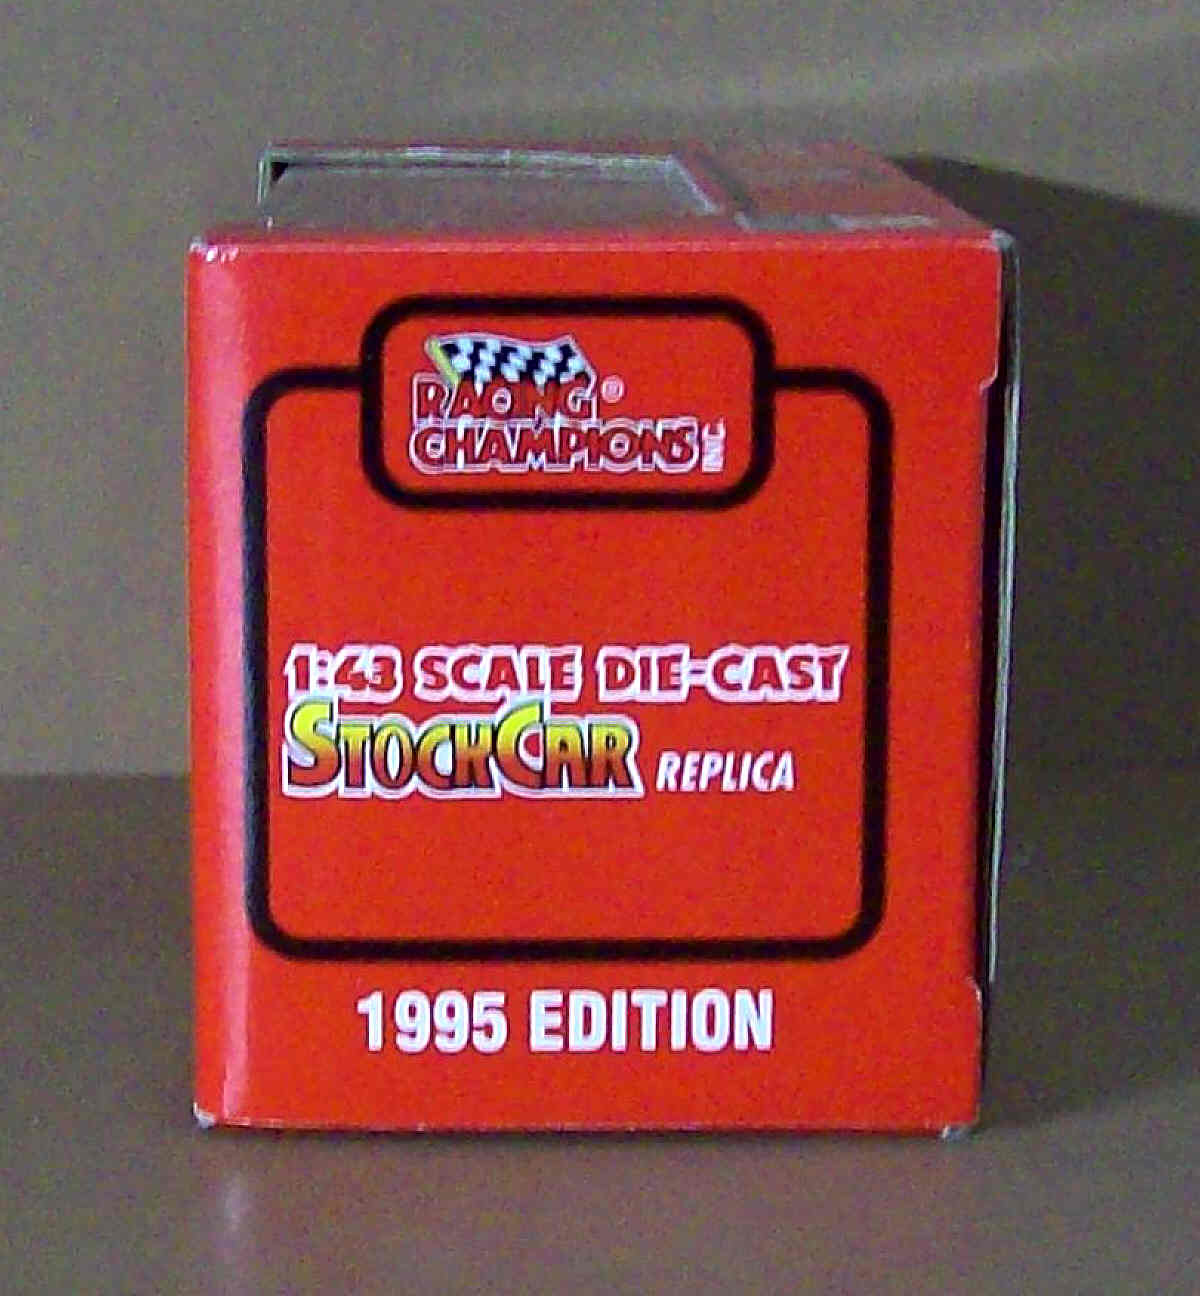 RACING ®
CHAMPIONS INC.
1:43 SCALE DIE-CAST
STOCKCAR REPLICA
1995 EDITION